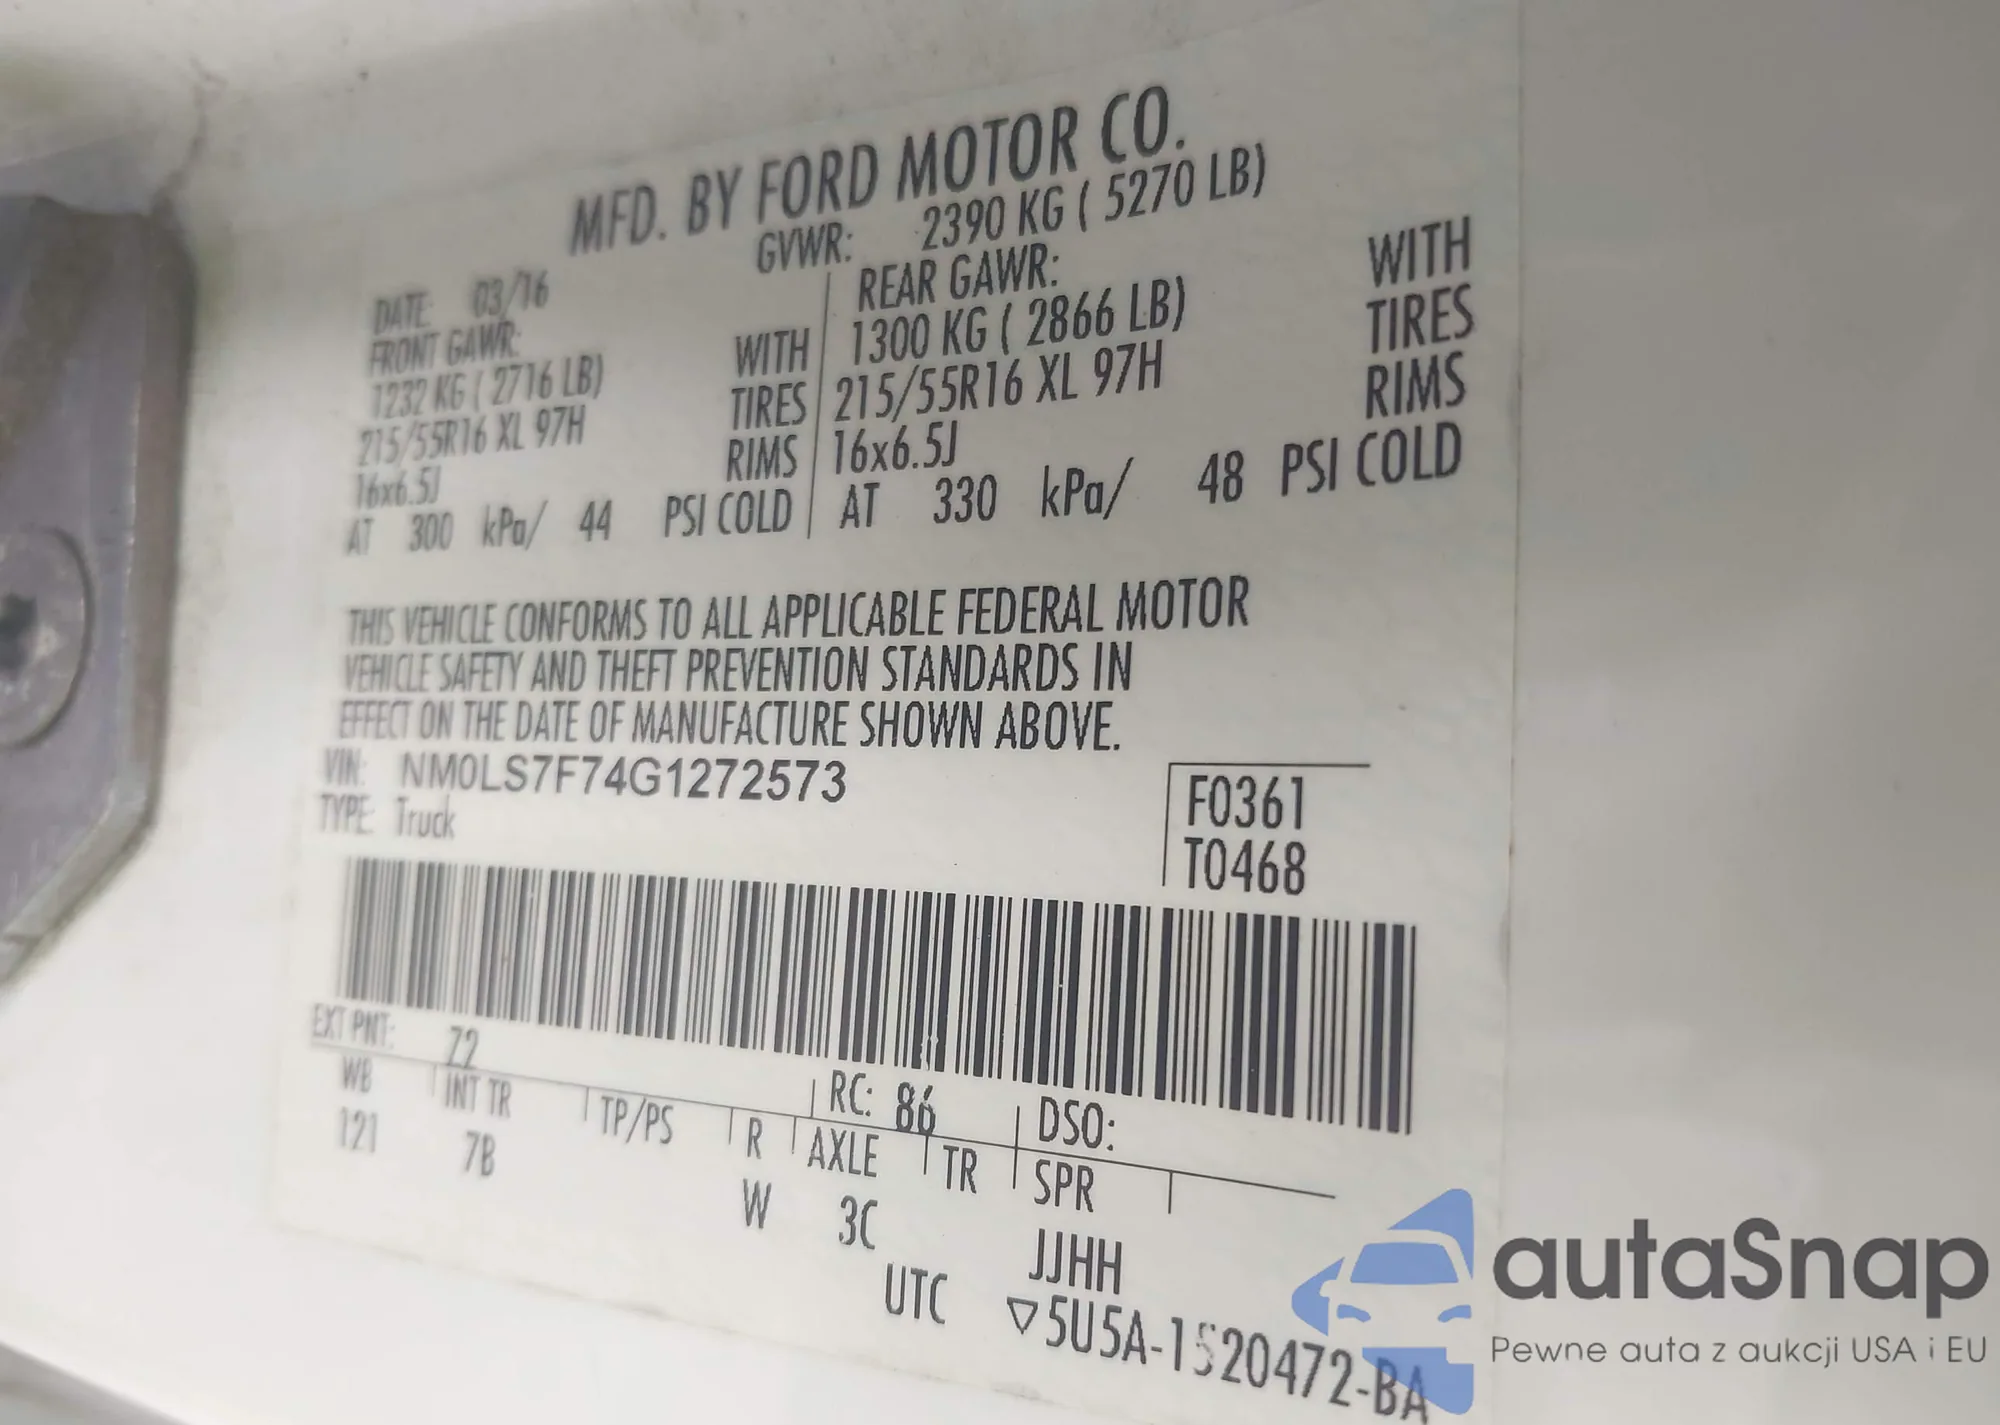 MFD. BY FORD MOTOR CO.
DATE: 03/16 GVWR: 2390 KG ( 5270 LB)
FRONT GAWR: REAR GAWR:
1232 KG ( 2716 LB) WITH 1300 KG ( 2866 LB) WITH
215/55R16 XL 97H TIRES 215/55R16 XL 97H TIRES
16x6.5J RIMS 16x6.5J RIMS
AT 300 kPa/ 44 PSI COLD AT 330 kPa/ 48 PSI COLD
THIS VEHICLE CONFORMS TO ALL APPLICABLE FEDERAL MOTOR
VEHICLE SAFETY AND THEFT PREVENTION STANDARDS IN
EFFECT ON THE DATE OF MANUFACTURE SHOWN ABOVE.
VIN: NM0LS7F74G1272573
TYPE: Truck
F0361
T0468
EXT PNT: Z2 RC: 86 DSO:
WB INT TR TP/PS R AXLE TR SPR
121 7B W 3C JJHH
UTC ▽5U5A-1520472-BA
autaSnap
Pewne auta z aukcji USA i EU